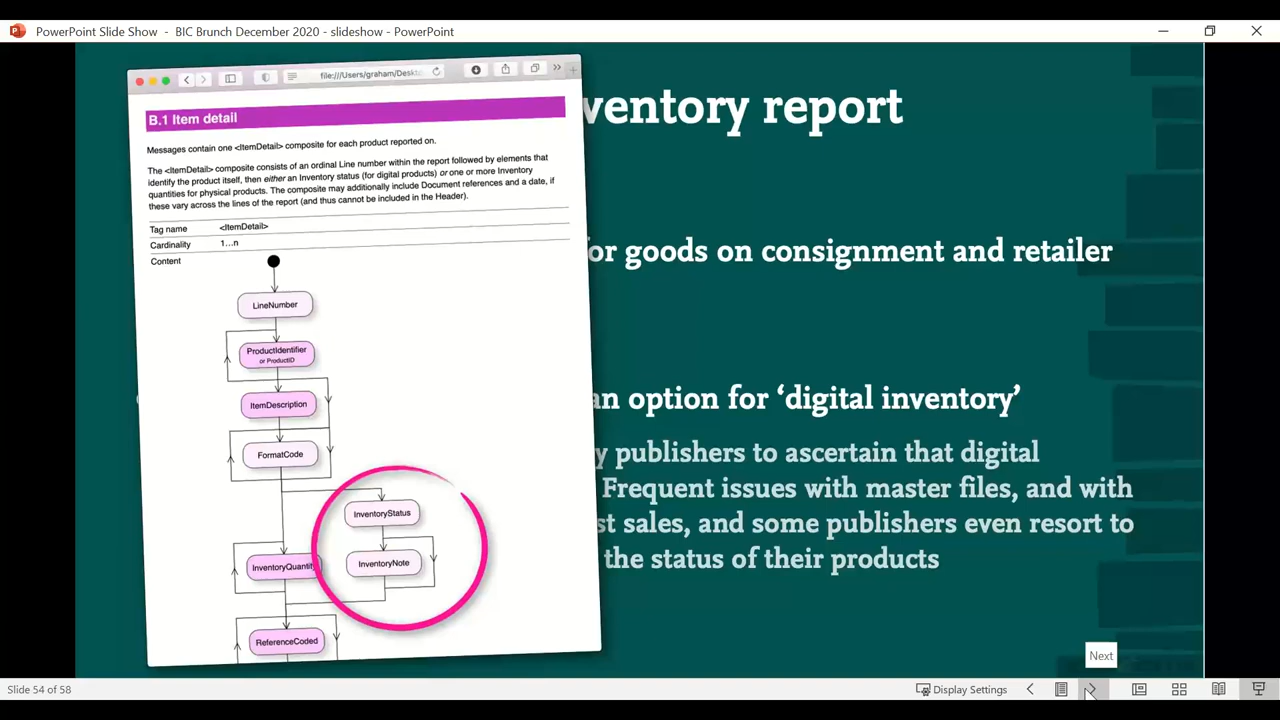 PowerPoint Slide Show - BIC Brunch December 2020 - slideshow - PowerPoint
file:///Users/graham/Deskto
ventory report
B.1 Item detail
Messages contain one <ItemDetail> composite for each product reported on.
The <ItemDetail> composite consists of an ordinal Line number within the report followed by elements that
identify the product itself, then either an Inventory status (for digital products) or one or more Inventory
quantities for physical products. The composite may additionally include Document references and a date, if
these vary across the lines of the report (and thus cannot be included in the Header).
Tag name <ItemDetail>
Cardinality 1…n
Content
LineNumber
ProductIdentifier
or ProductID
ItemDescription
FormatCode
InventoryStatus
InventoryNote
InventoryQuantity
ReferenceCoded
for goods on consignment and retailer
an option for ‘digital inventory’
y publishers to ascertain that digital
Frequent issues with master files, and with
st sales, and some publishers even resort to
the status of their products
Next
Slide 54 of 58
Display Settings